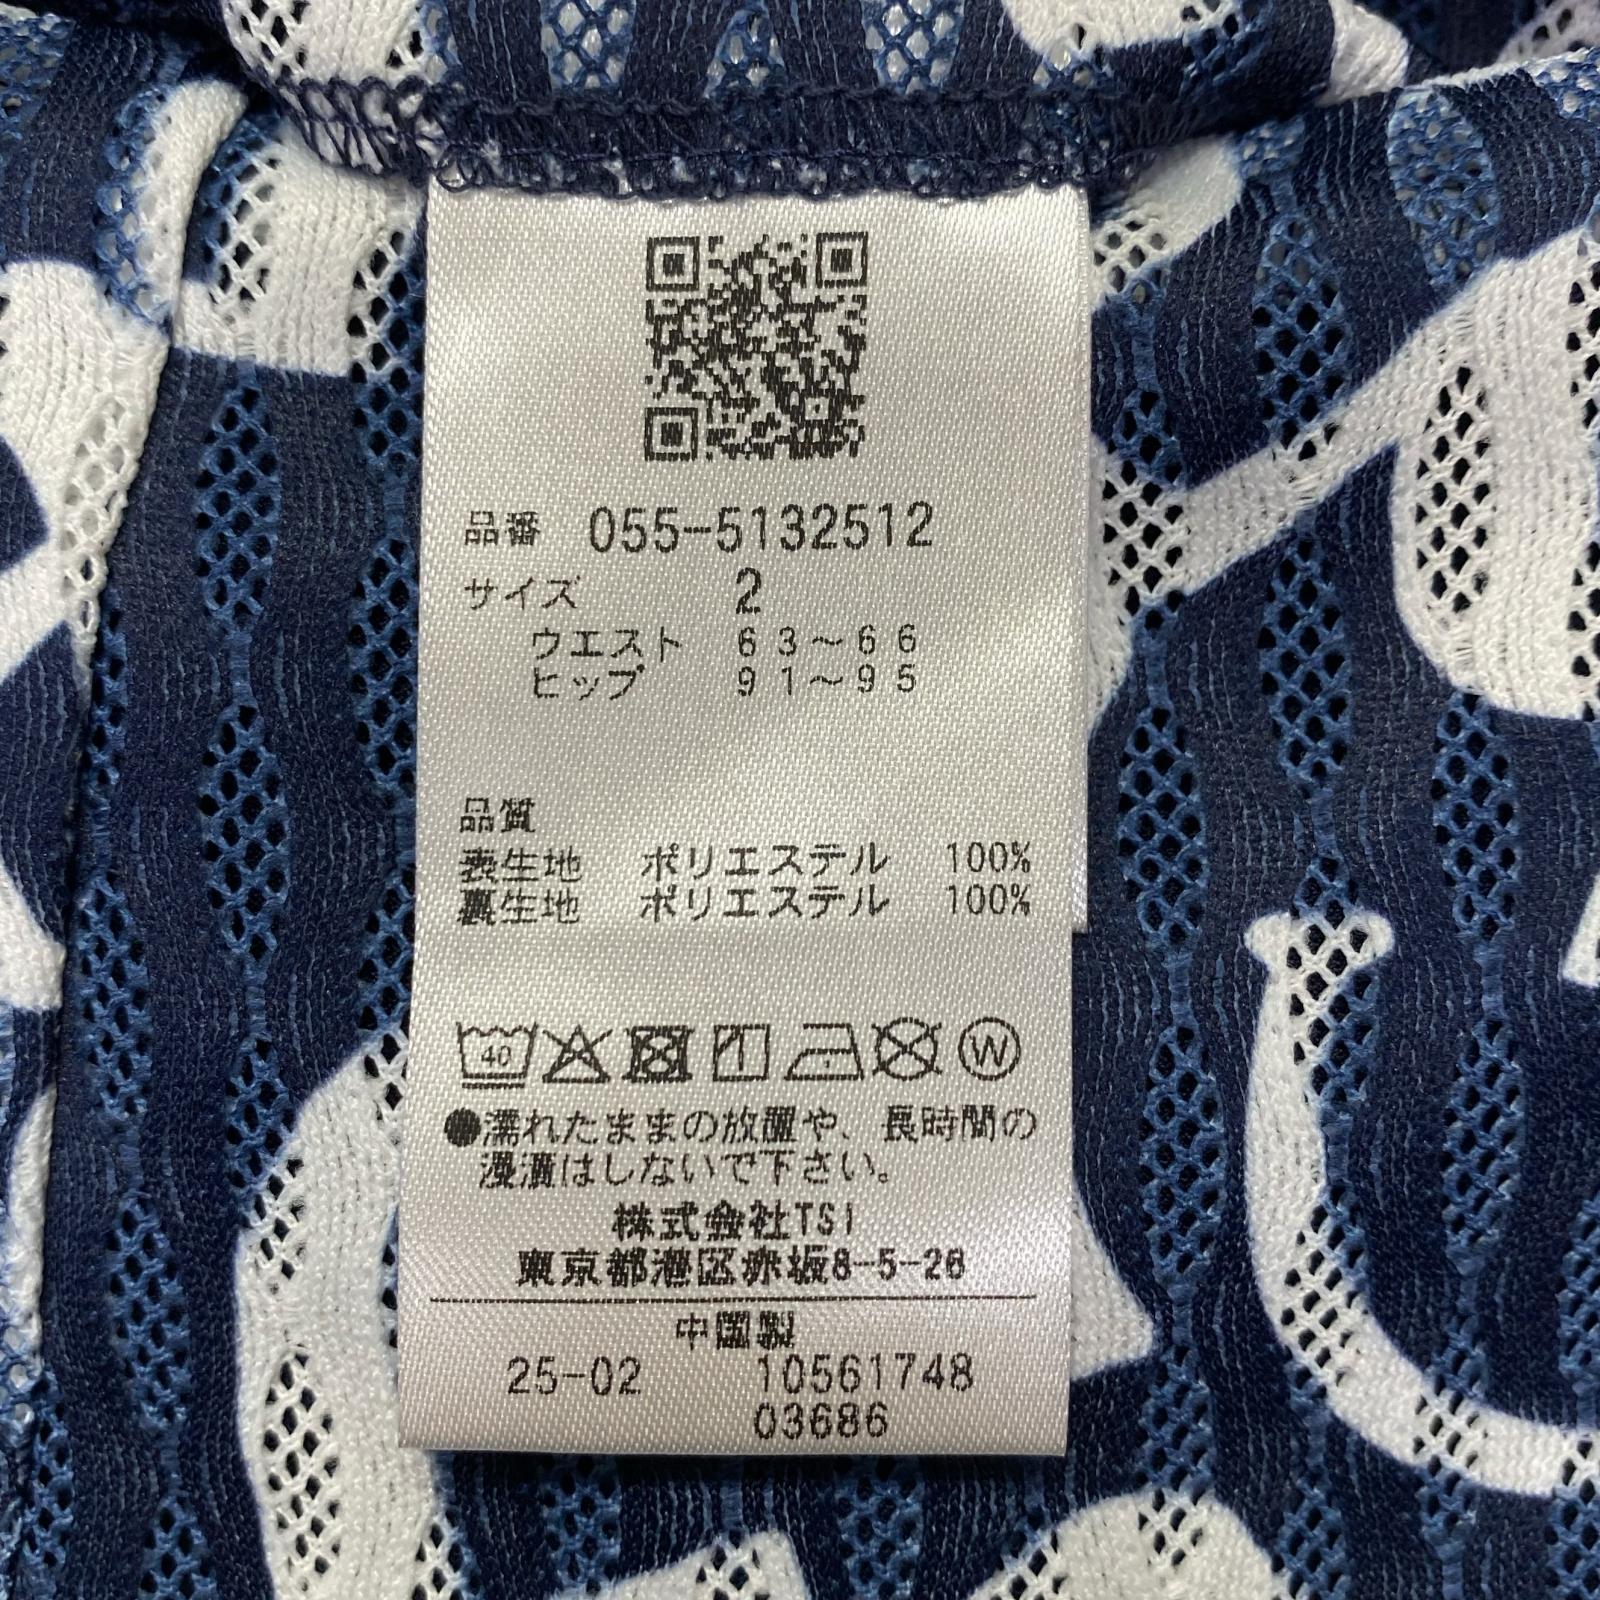 品番 055-5132512
サイズ 2
ウエスト 63～66
ヒップ 91～95
品質
表生地 ポリエステル 100%
裏生地 ポリエステル 100%
40 W
●濡れたままの放置や、長時間の
浸漬はしないで下さい。
株式会社TSI
東京都港区赤坂8-5-26
中国製
25-02 10561748
03686